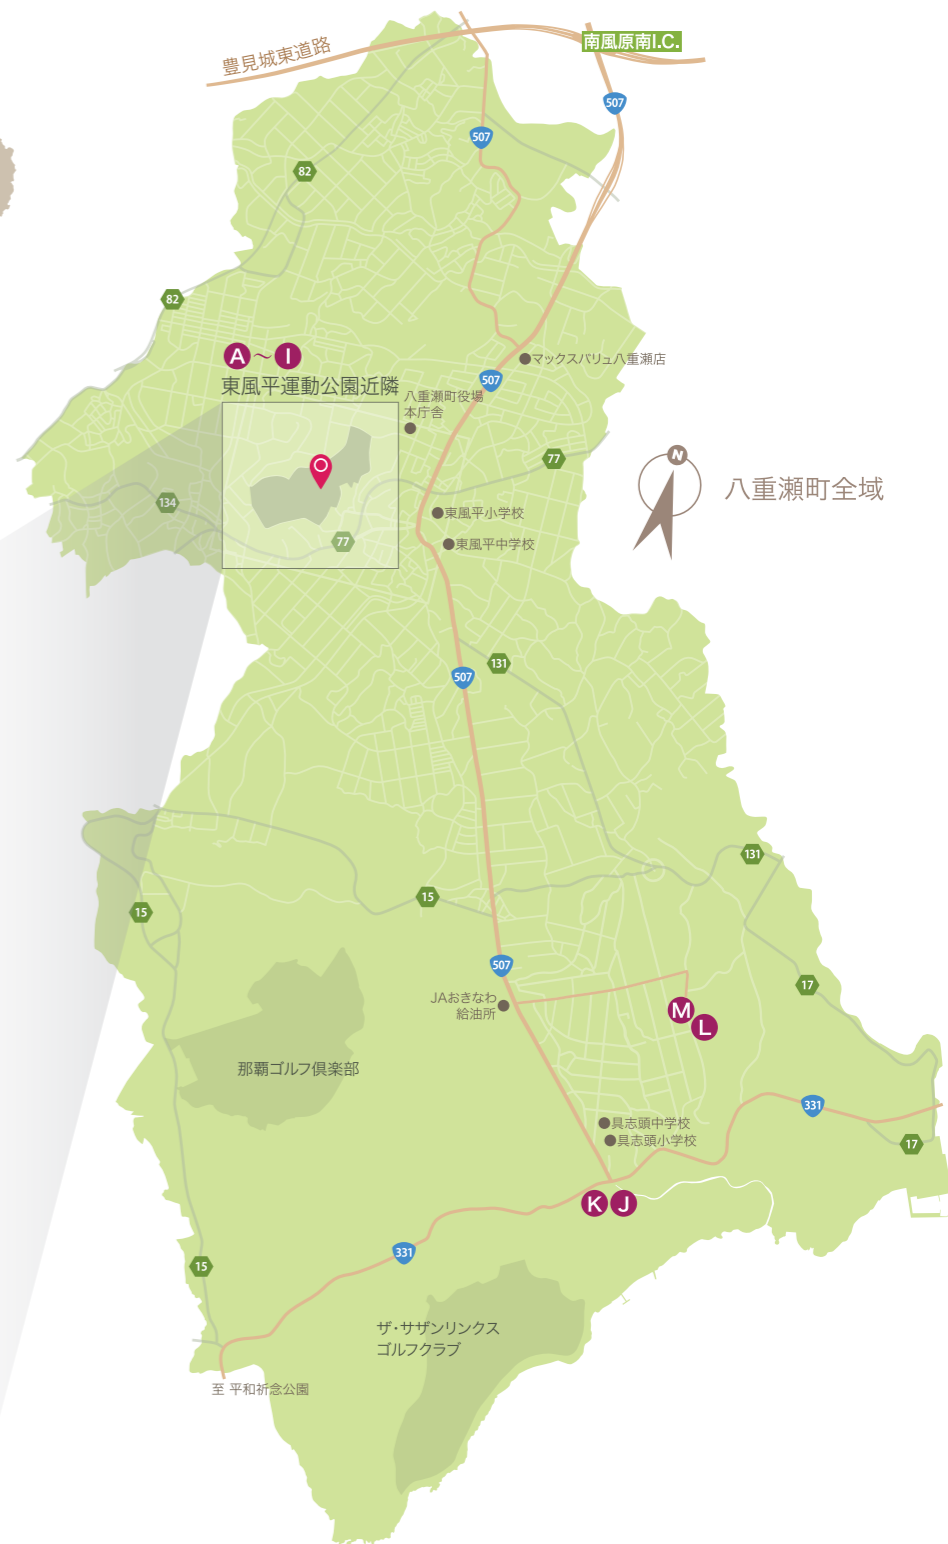 南風原南I.C.
豊見城東道路
507
507
82
82
A～I
マックスバリュ八重瀬店
507
東風平運動公園近隣
八重瀬町役場
本庁舎
77
N
八重瀬町全域
134
東風平小学校
77
東風平中学校
131
507
131
15
15
507
17
JAおきなわ
給油所
M
L
那覇ゴルフ倶楽部
331
具志頭中学校
具志頭小学校
17
K J
331
15
ザ・サザンリンクス
ゴルフクラブ
至 平和祈念公園